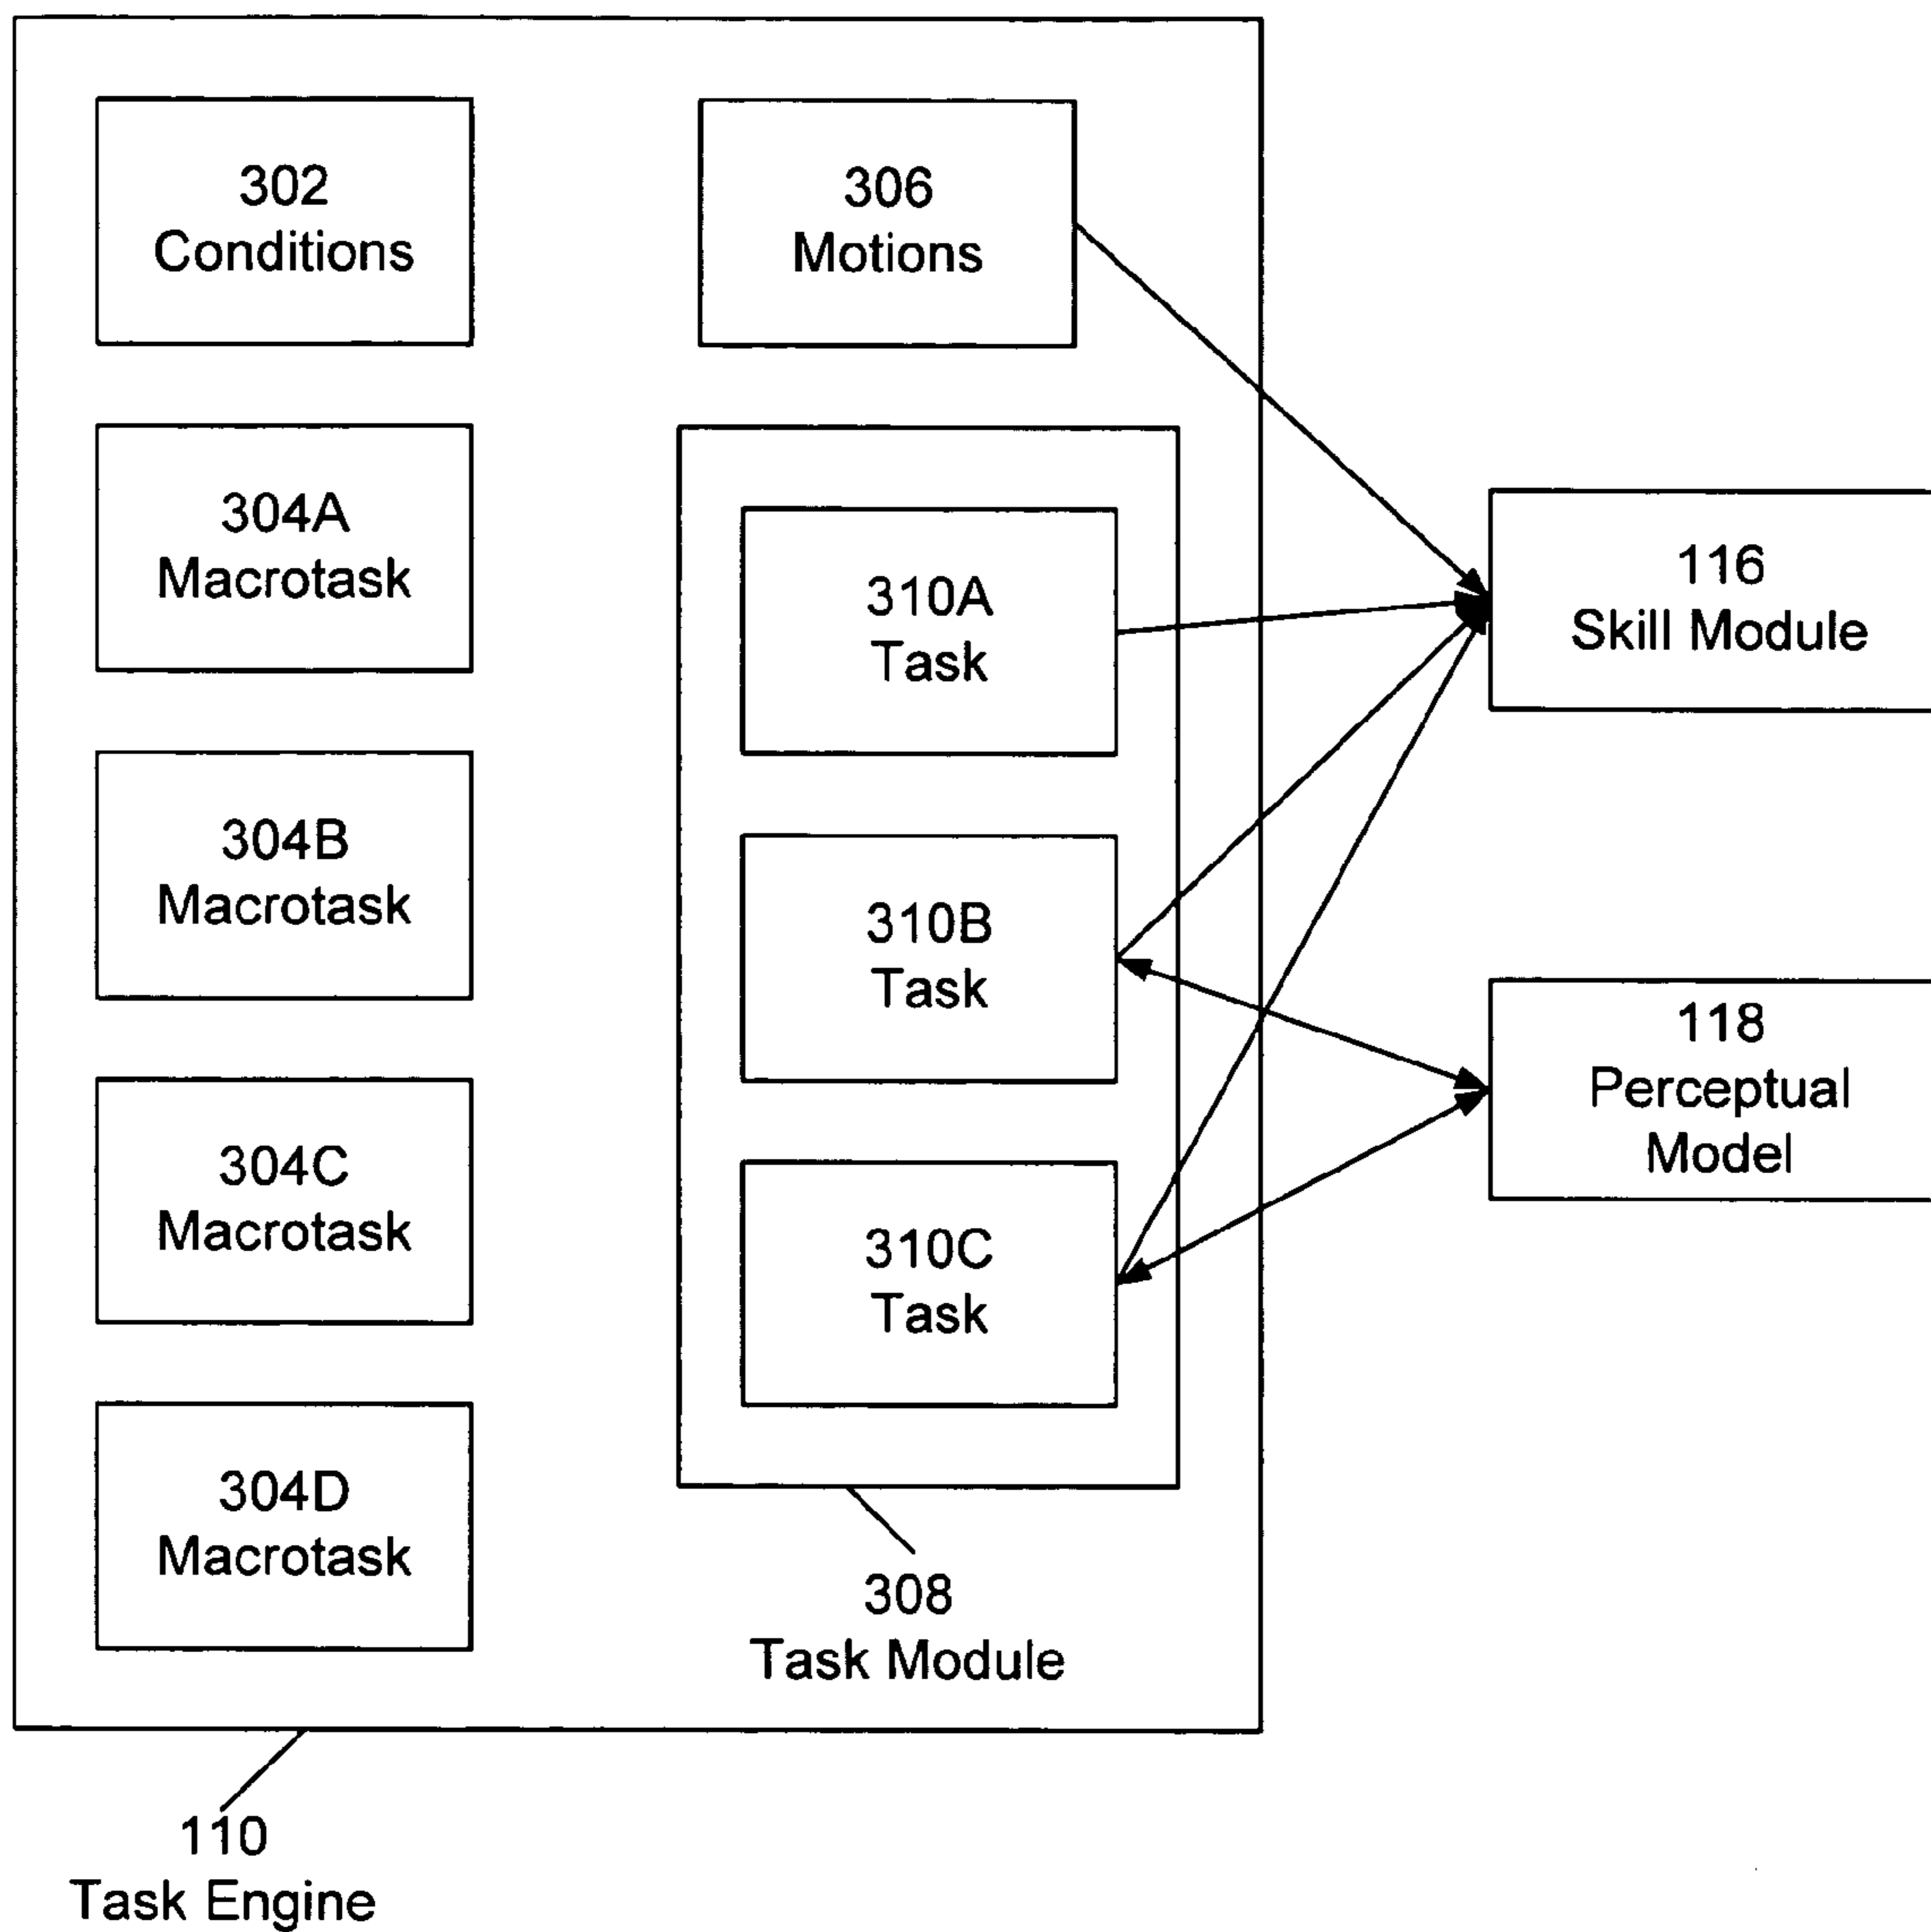 302
Conditions
306
Motions
304A
Macrotask
310A
Task
116
Skill Module
304B
Macrotask
310B
Task
118
Perceptual
Model
304C
Macrotask
310C
Task
304D
Macrotask
308
Task Module
110
Task Engine